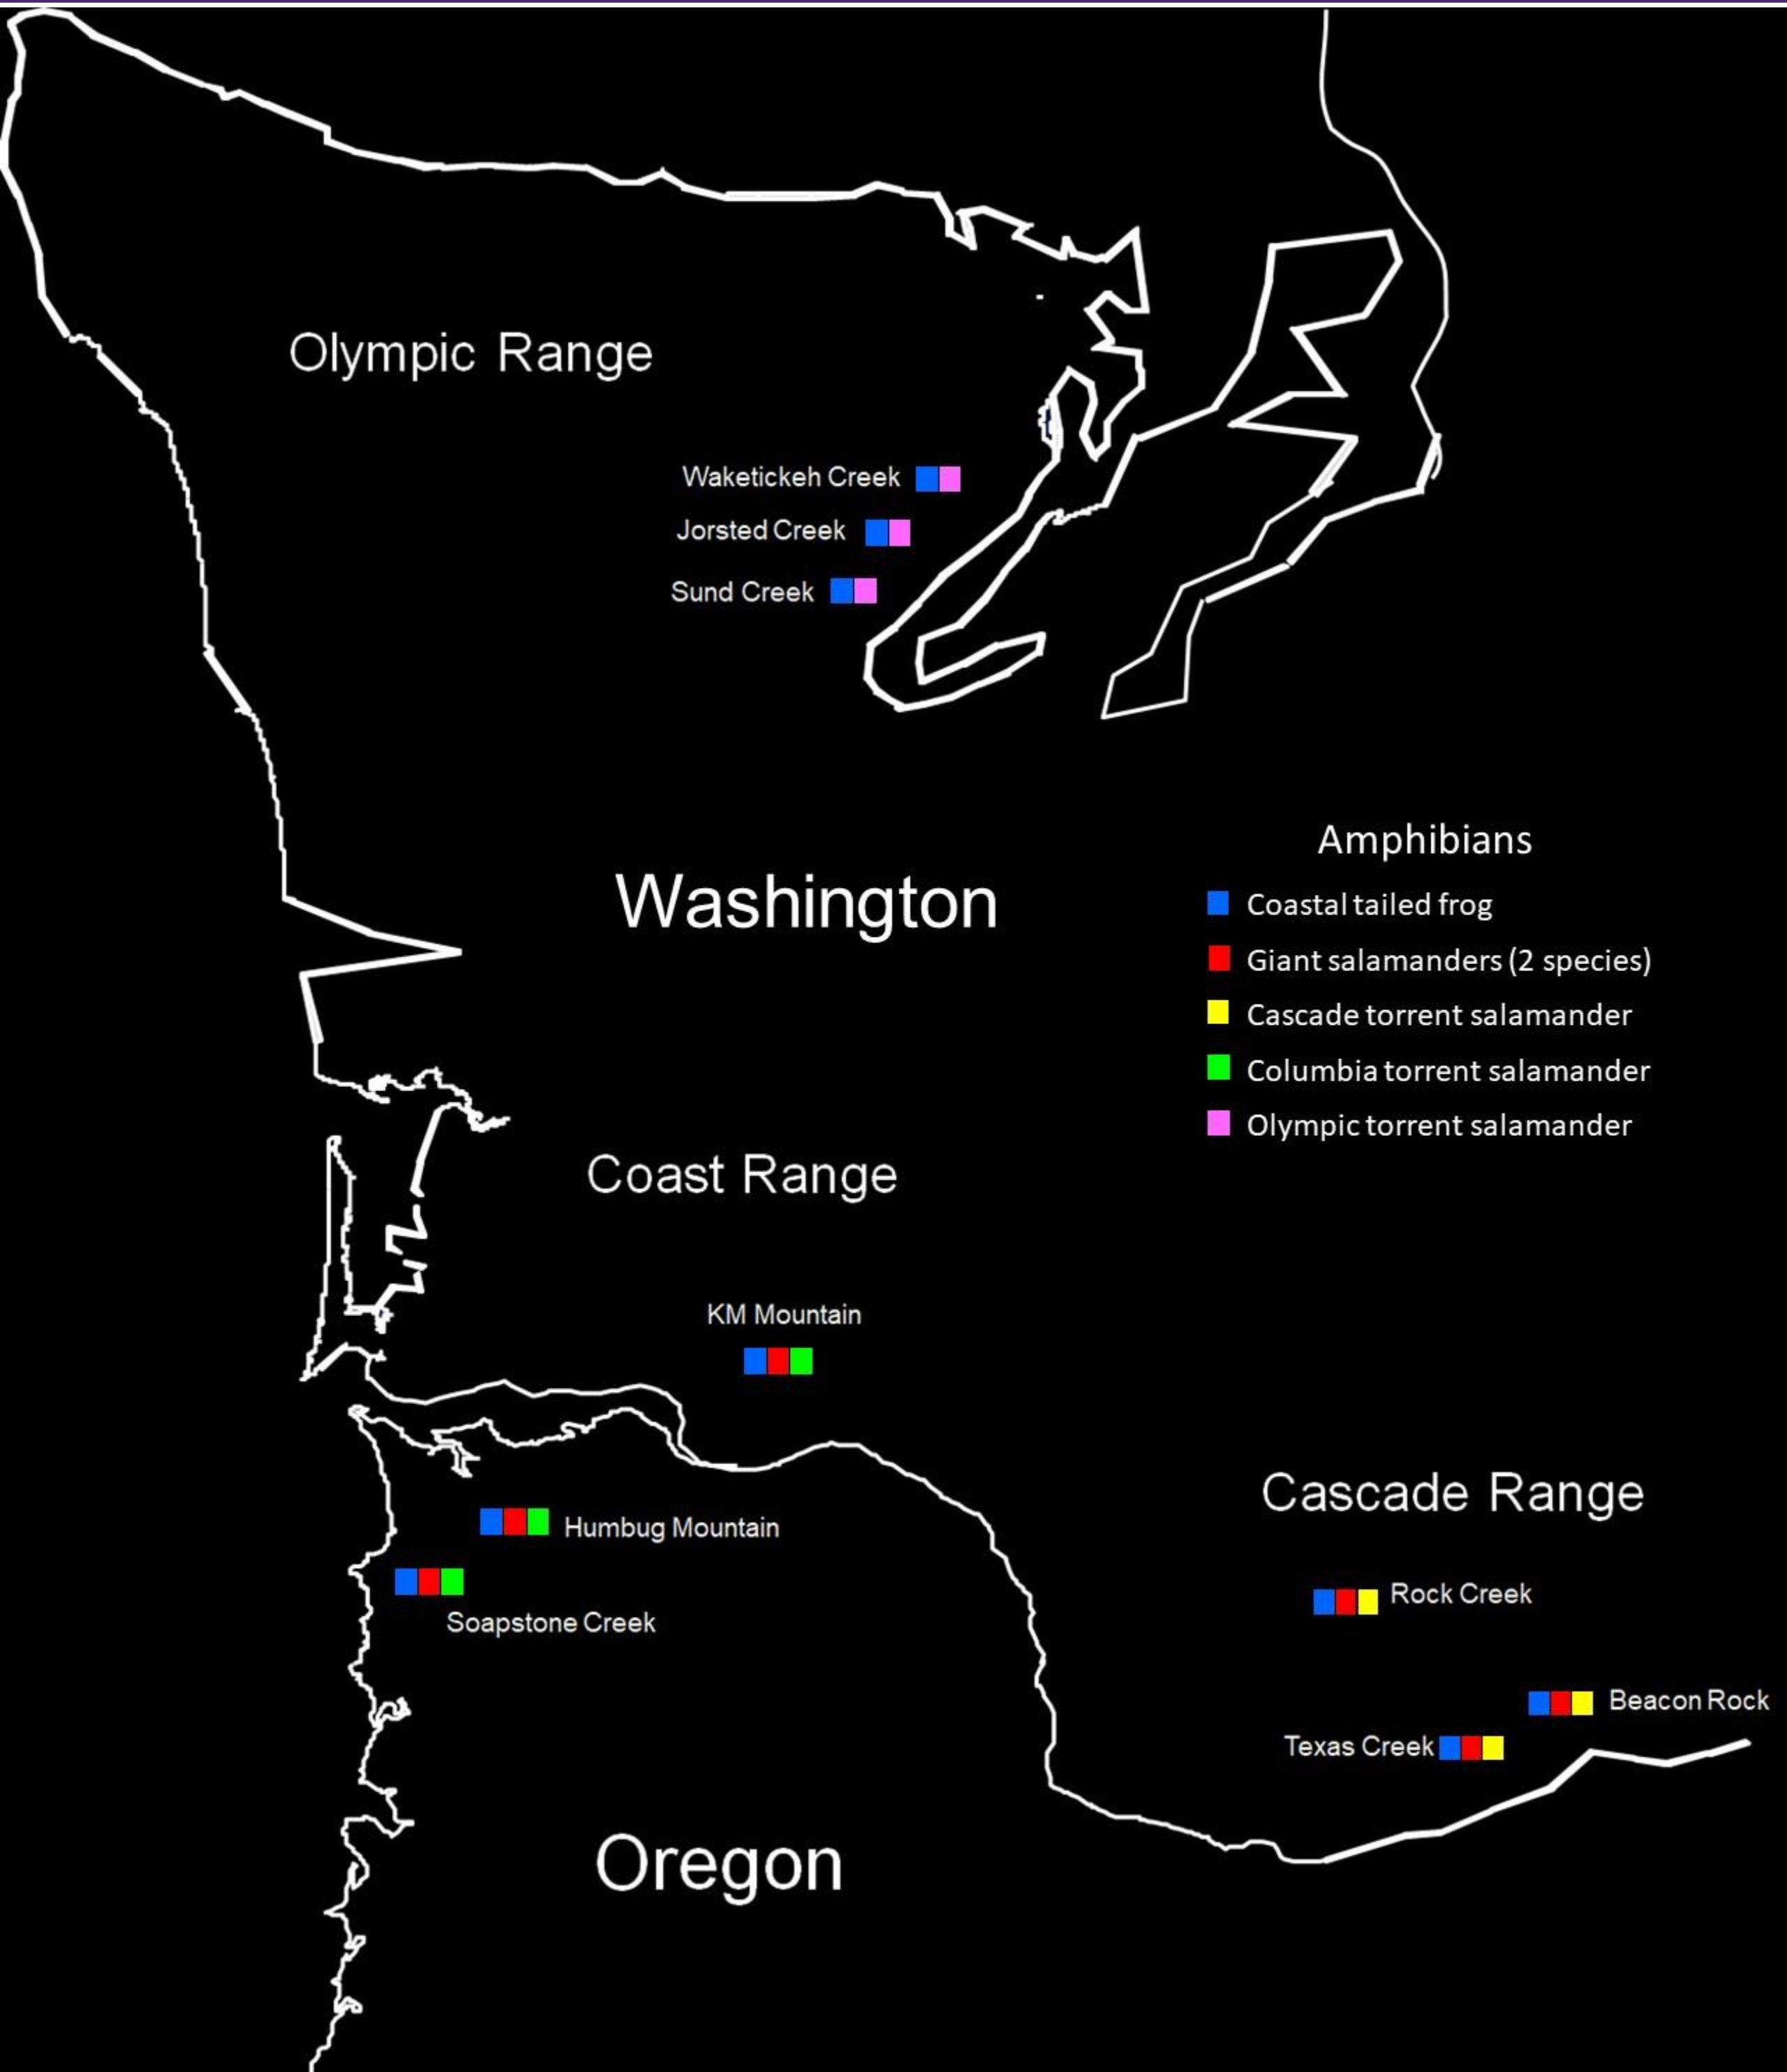 Olympic Range
Waketickeh Creek
Jorsted Creek
Sund Creek
Washington
Amphibians
Coastal tailed frog
Giant salamanders (2 species)
Cascade torrent salamander
Columbia torrent salamander
Olympic torrent salamander
Coast Range
KM Mountain
Cascade Range
Humbug Mountain
Soapstone Creek
Rock Creek
Beacon Rock
Texas Creek
Oregon